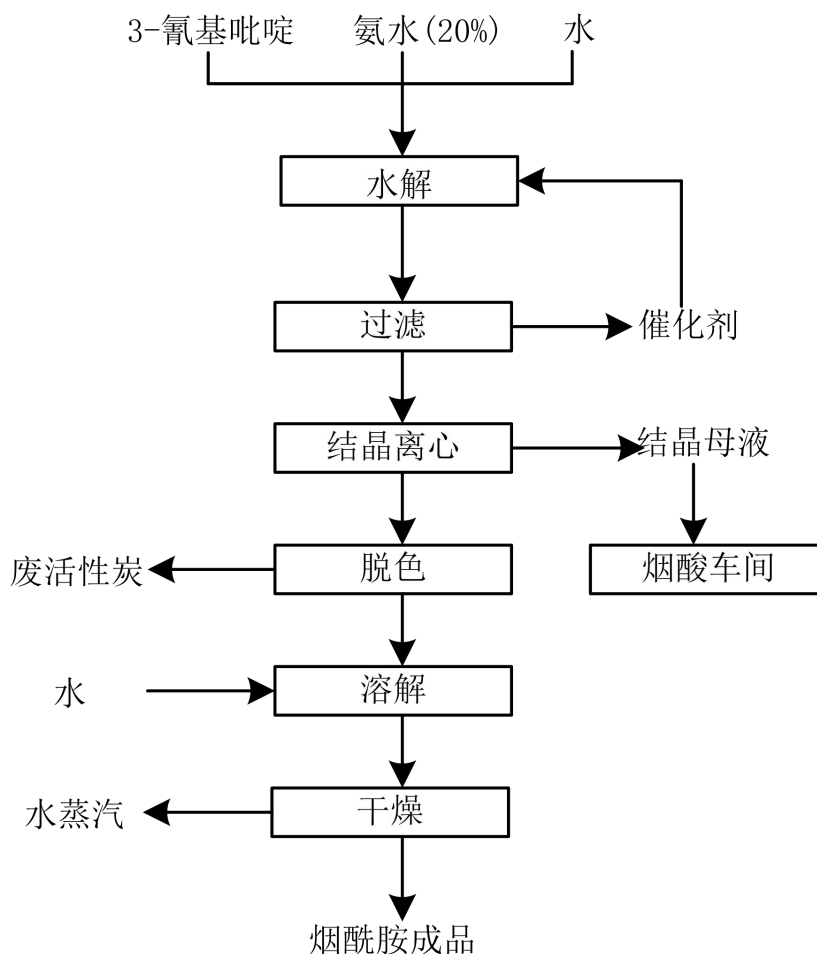 3-氰基吡啶 氨水(20%) 水
水解
过滤 催化剂
结晶离心 结晶母液
废活性炭 脱色 烟酸车间
水 溶解
水蒸汽 干燥
烟酰胺成品